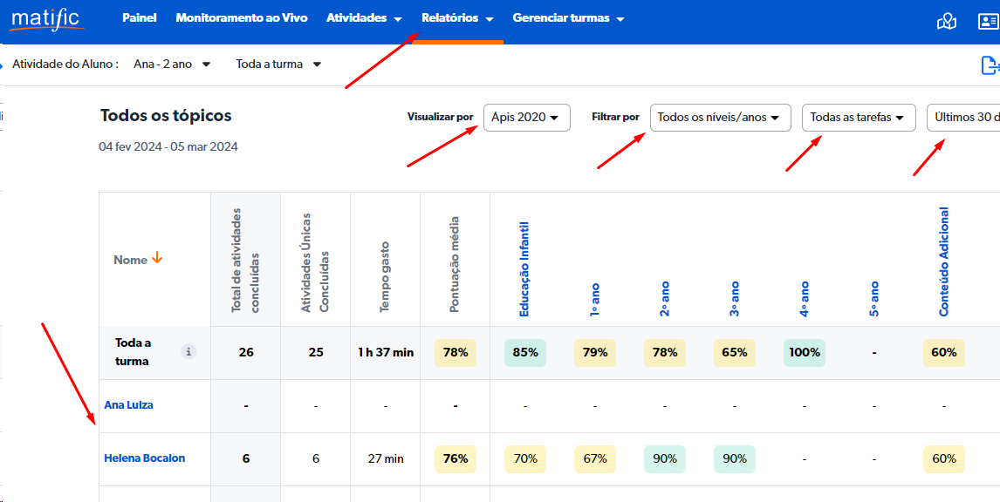 matific
Painel
Monitoramento ao Vivo
Atividades
Relatórios
Gerenciar turmas
Atividade do Aluno :
Ana - 2 ano
Toda a turma
Todos os tópicos
Visualizar por
Apis 2020
Filtrar por
Todos os níveis/anos
Todas as tarefas
Últimos 30 d
04 fev 2024 - 05 mar 2024
Nome
Total de atividades
concluídas
Atividades Únicas
Concluídas
Tempo gasto
Pontuação média
Educação Infantil
1º ano
2º ano
3º ano
4º ano
5º ano
Conteúdo Adicional
Toda a
turma
i
26
25
1 h 37 min
78%
85%
79%
78%
65%
100%
-
60%
Ana Luiza
-
-
-
-
-
-
-
-
-
-
-
Helena Bocalon
6
6
27 min
76%
70%
67%
90%
90%
-
-
60%